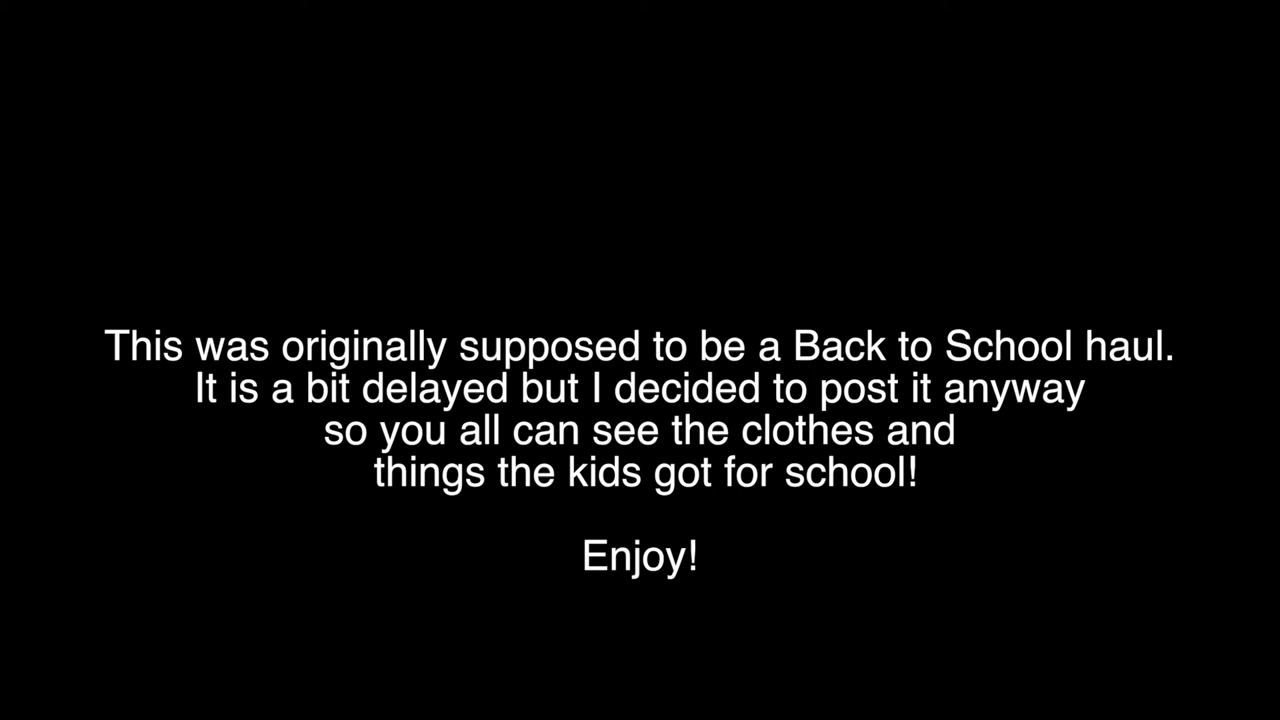 This was originally supposed to be a Back to School haul.
It is a bit delayed but I decided to post it anyway
so you all can see the clothes and
things the kids got for school!
Enjoy!